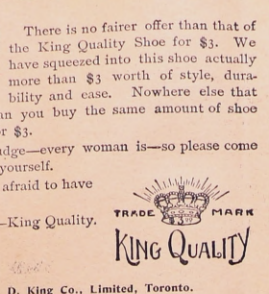 There is no fairer offer than that of
the King Quality Shoe for $3. We
have squeezed into this shoe actually
more than $3 worth of style, dura-
bility and ease. Nowhere else that
you buy the same amount of shoe
$3.
—every woman is—so please come
yourself.
afraid to have
—King Quality.
TRADE MARK
$3
KING QUALITY
D. King Co., Limited, Toronto.